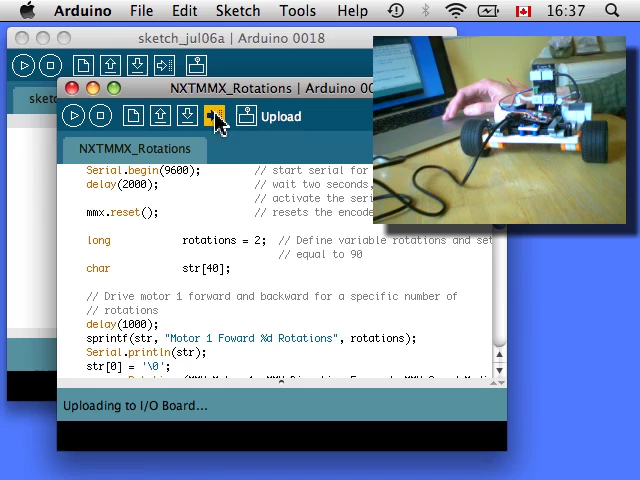 Arduino File Edit Sketch Tools Help 16:37
sketch_jul06a | Arduino 0018
NXTMMX_Rotations | Arduino 00
Upload
NXTMMX_Rotations
Serial.begin(9600); // start serial for
delay(2000); // wait two seconds,
// activate the seri
mmx.reset(); // resets the encode
long rotations = 2; // Define variable rotations and set
// equal to 90
char str[40];
// Drive motor 1 forward and backward for a specific number of
// rotations
delay(1000);
sprintf(str, "Motor 1 Foward %d Rotations", rotations);
Serial.println(str);
str[0] = '\0';
Uploading to I/O Board...